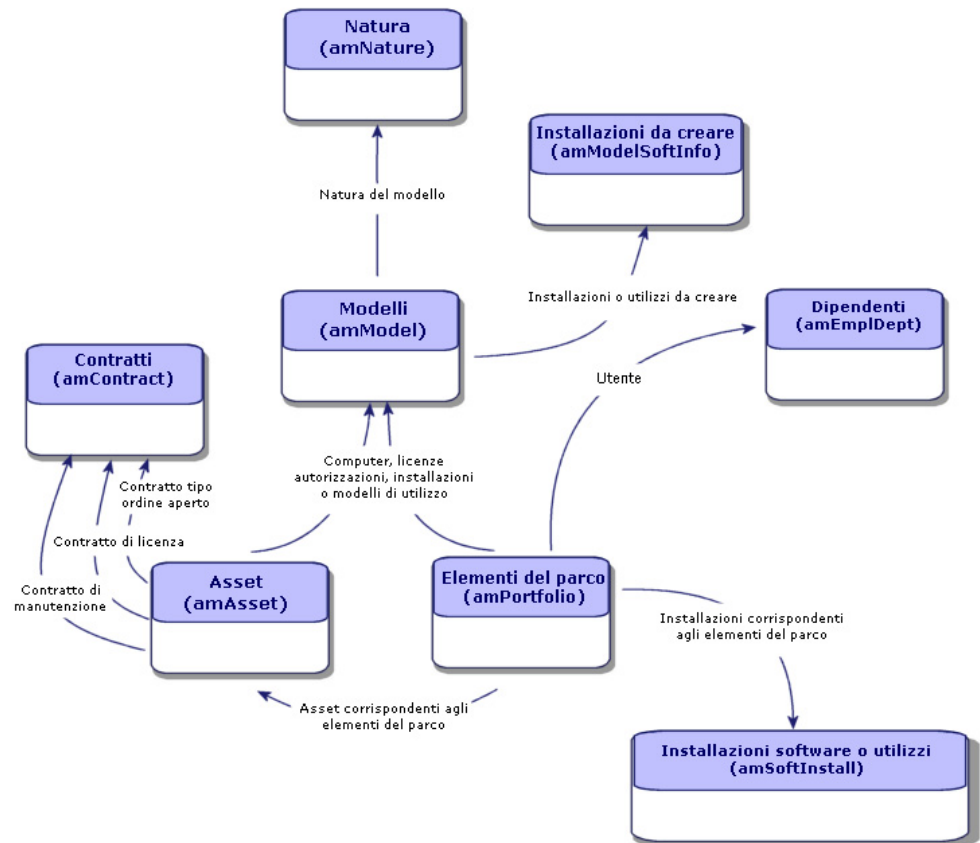 Natura
(amNature)
Installazioni da creare
(amModelSoftInfo)
Natura del modello
Installazioni o utilizzi da creare
Modelli
(amModel)
Dipendenti
(amEmplDept)
Contratti
(amContract)
Utente
Computer, licenze
autorizzazioni, installazioni
o modelli di utilizzo
Contratto tipo
ordine aperto
Contratto di licenza
Contratto di
manutenzione
Asset
(amAsset)
Elementi del parco
(amPortfolio)
Installazioni corrispondenti
agli elementi del parco
Asset corrispondenti agli
elementi del parco
Installazioni software o utilizzi
(amSoftInstall)